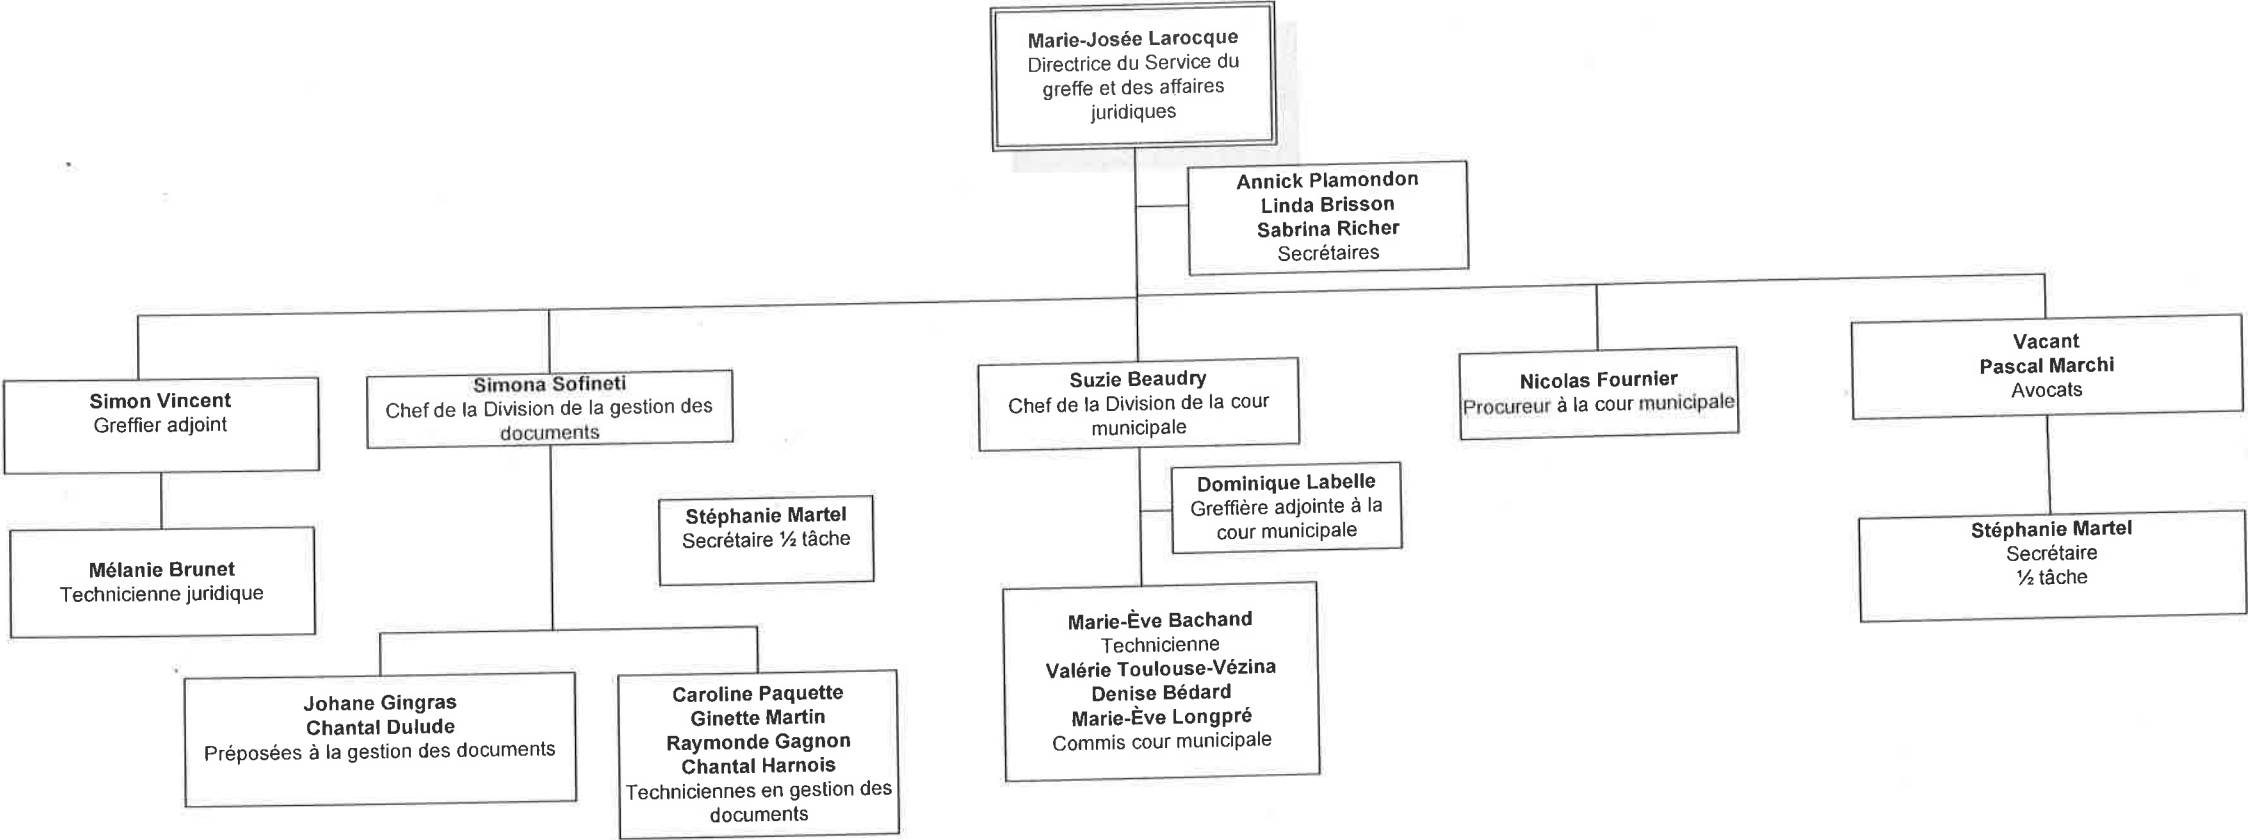 Marie-Josée Larocque
Directrice du Service du
greffe et des affaires
juridiques
Annick Plamondon
Linda Brisson
Sabrina Richer
Secrétaires
Simon Vincent
Greffier adjoint
Simona Sofineti
Chef de la Division de la gestion des
documents
Suzie Beaudry
Chef de la Division de la cour
municipale
Nicolas Fournier
Procureur à la cour municipale
Vacant
Pascal Marchi
Avocats
Mélanie Brunet
Technicienne juridique
Stéphanie Martel
Secrétaire ½ tâche
Dominique Labelle
Greffière adjointe à la
cour municipale
Stéphanie Martel
Secrétaire
½ tâche
Johane Gingras
Chantal Dulude
Préposées à la gestion des documents
Caroline Paquette
Ginette Martin
Raymonde Gagnon
Chantal Harnois
Techniciennes en gestion des
documents
Marie-Ève Bachand
Technicienne
Valérie Toulouse-Vézina
Denise Bédard
Marie-Ève Longpré
Commis cour municipale